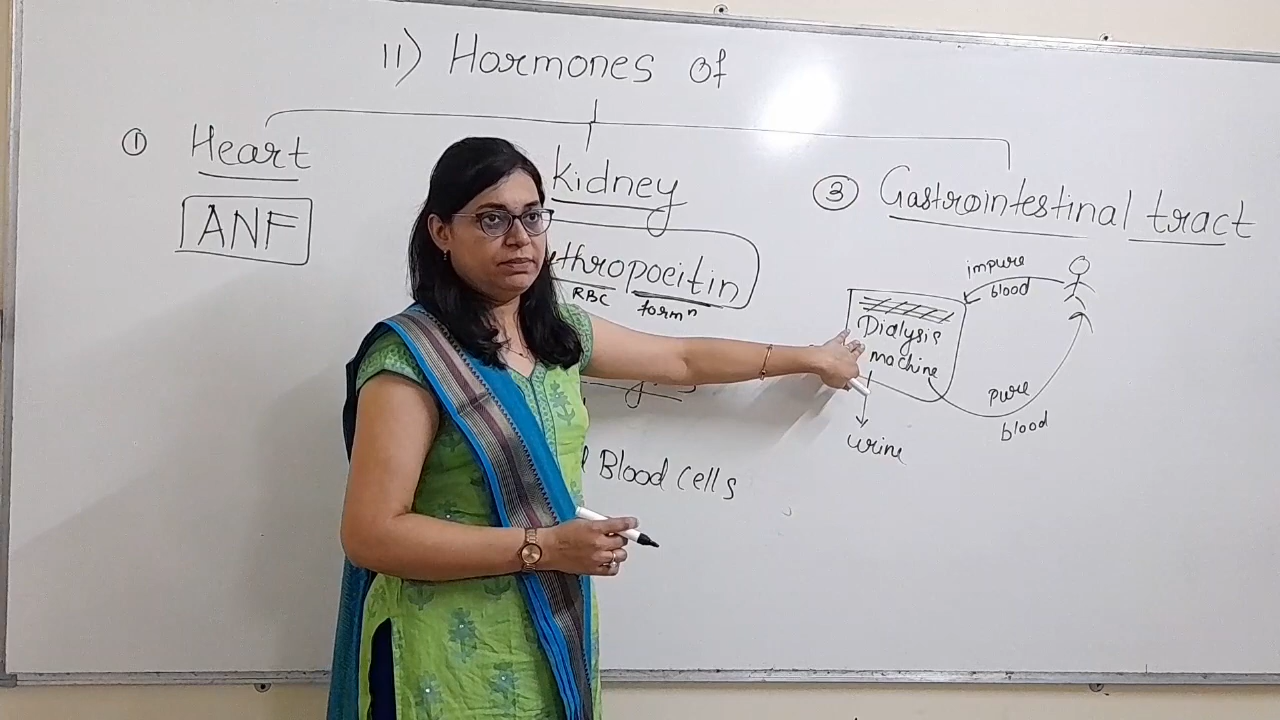 11) Hormones of
① Heart
ANF
Kidney
thropoeitin
RBC
formⁿ
Blood cells
③ Gastrointestinal tract
impure
blood
Dialysis
machine
pure
blood
urine